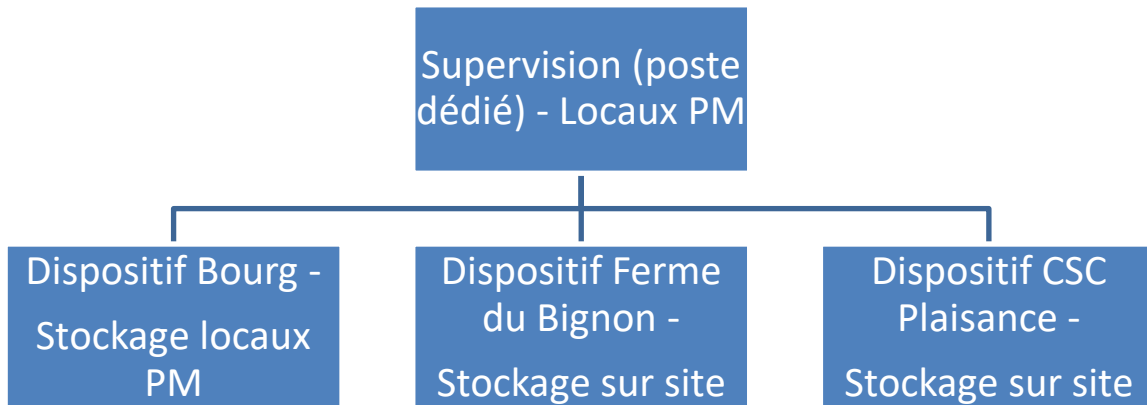 Supervision (poste
dédié) - Locaux PM
Dispositif Bourg -
Stockage locaux
PM
Dispositif Ferme
du Bignon -
Stockage sur site
Dispositif CSC
Plaisance -
Stockage sur site